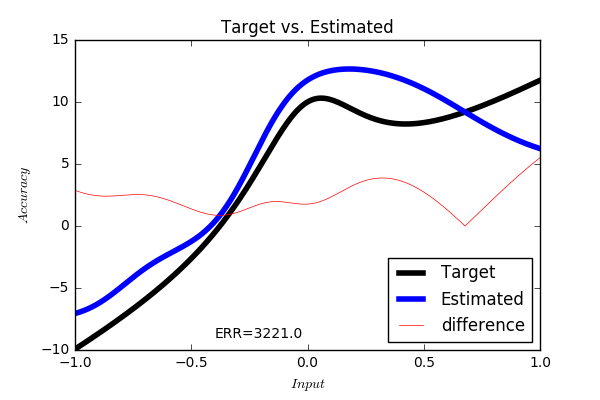 Target vs. Estimated
15
10
5
0
−5
−10
Accuracy
ERR=3221.0
Target
Estimated
difference
−1.0 −0.5 0.0 0.5 1.0
Input